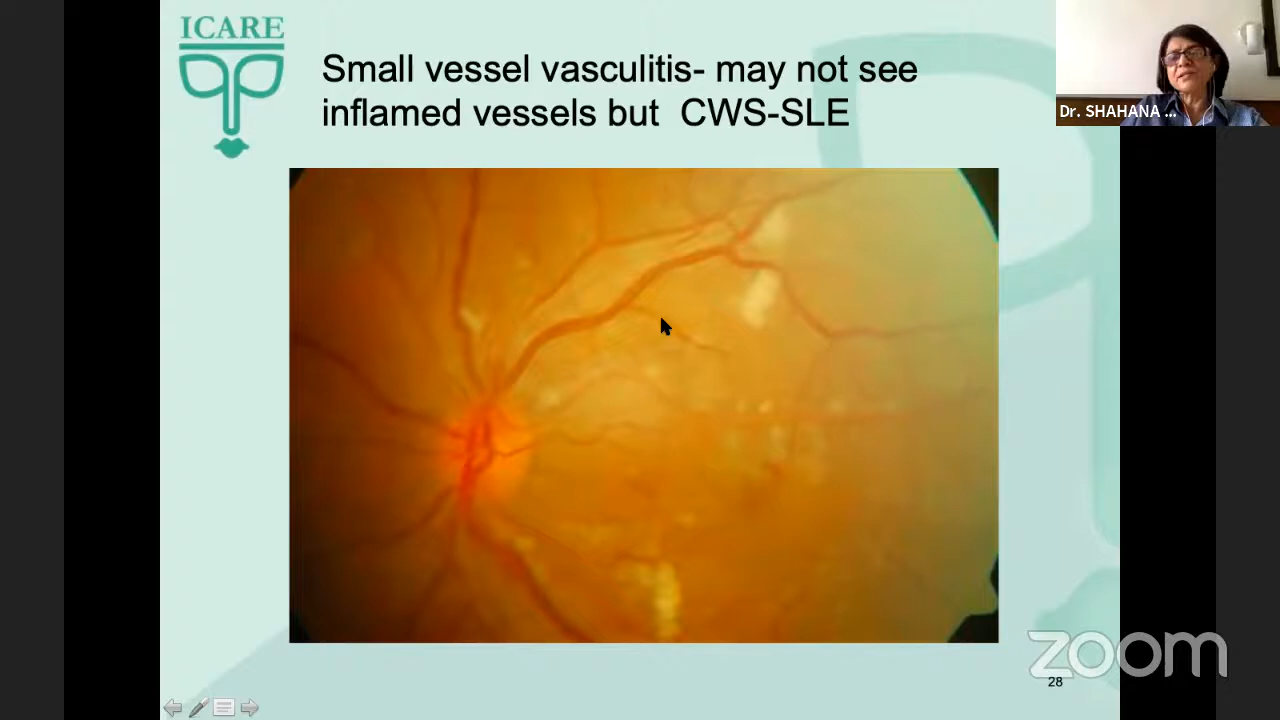 ICARE
Small vessel vasculitis- may not see
inflamed vessels but CWS-SLE
Dr. SHAHANA ...
zoom
28